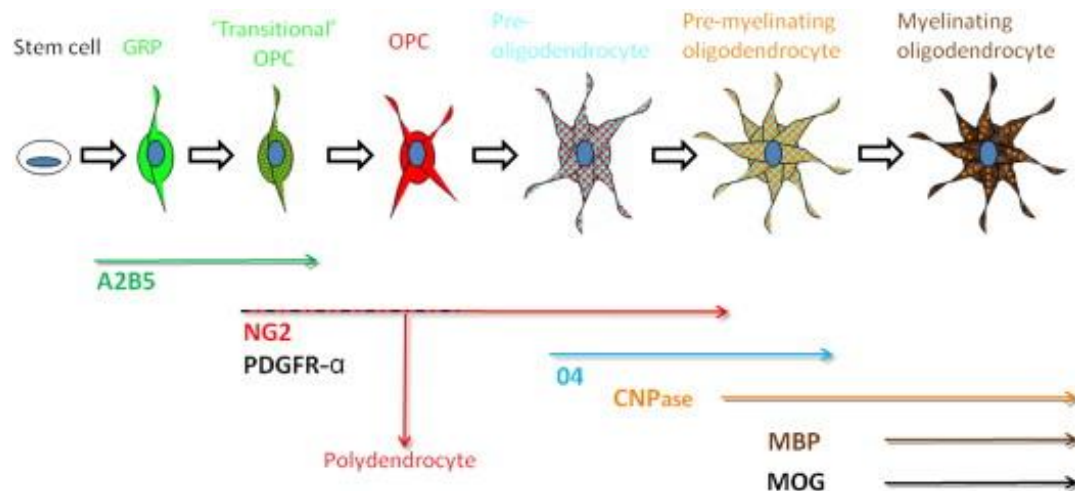 Stem cell
GRP
'Transitional'
OPC
OPC
Pre-
oligodendrocyte
Pre-myelinating
oligodendrocyte
Myelinating
oligodendrocyte
A2B5
NG2
PDGFR-α
04
CNPase
MBP
Polydendrocyte
MOG